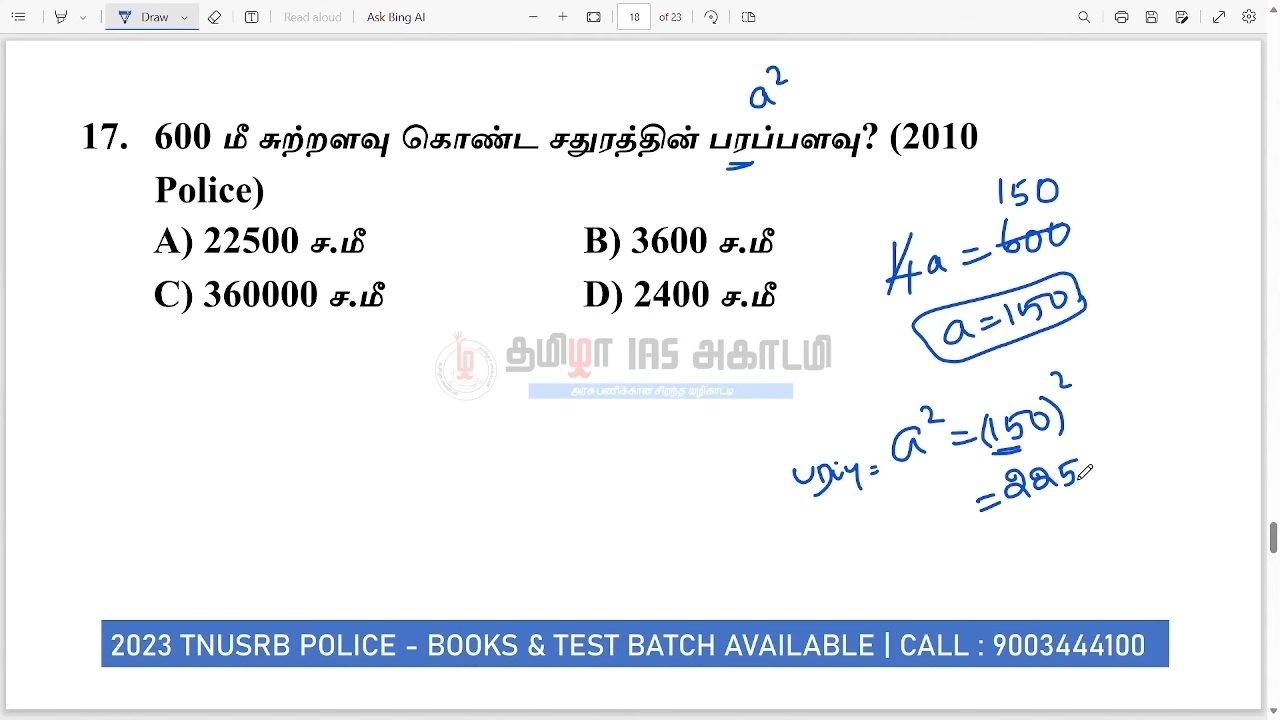 Draw
Read aloud
Ask Bing AI
18 of 23
a²
17. 600 மீ சுற்றளவு கொண்ட சதுரத்தின் பரப்பளவு? (2010
Police)
150
A) 22500 ச.மீ
B) 3600 ச.மீ
4a = 600
C) 360000 ச.மீ
D) 2400 ச.மீ
a = 150
தமிழா IAS அகாடமி
அரசு பணிக்கான சிறந்த வழிகாட்டி
a² = (150)²
= 225
2023 TNUSRB POLICE - BOOKS & TEST BATCH AVAILABLE | CALL : 9003444100